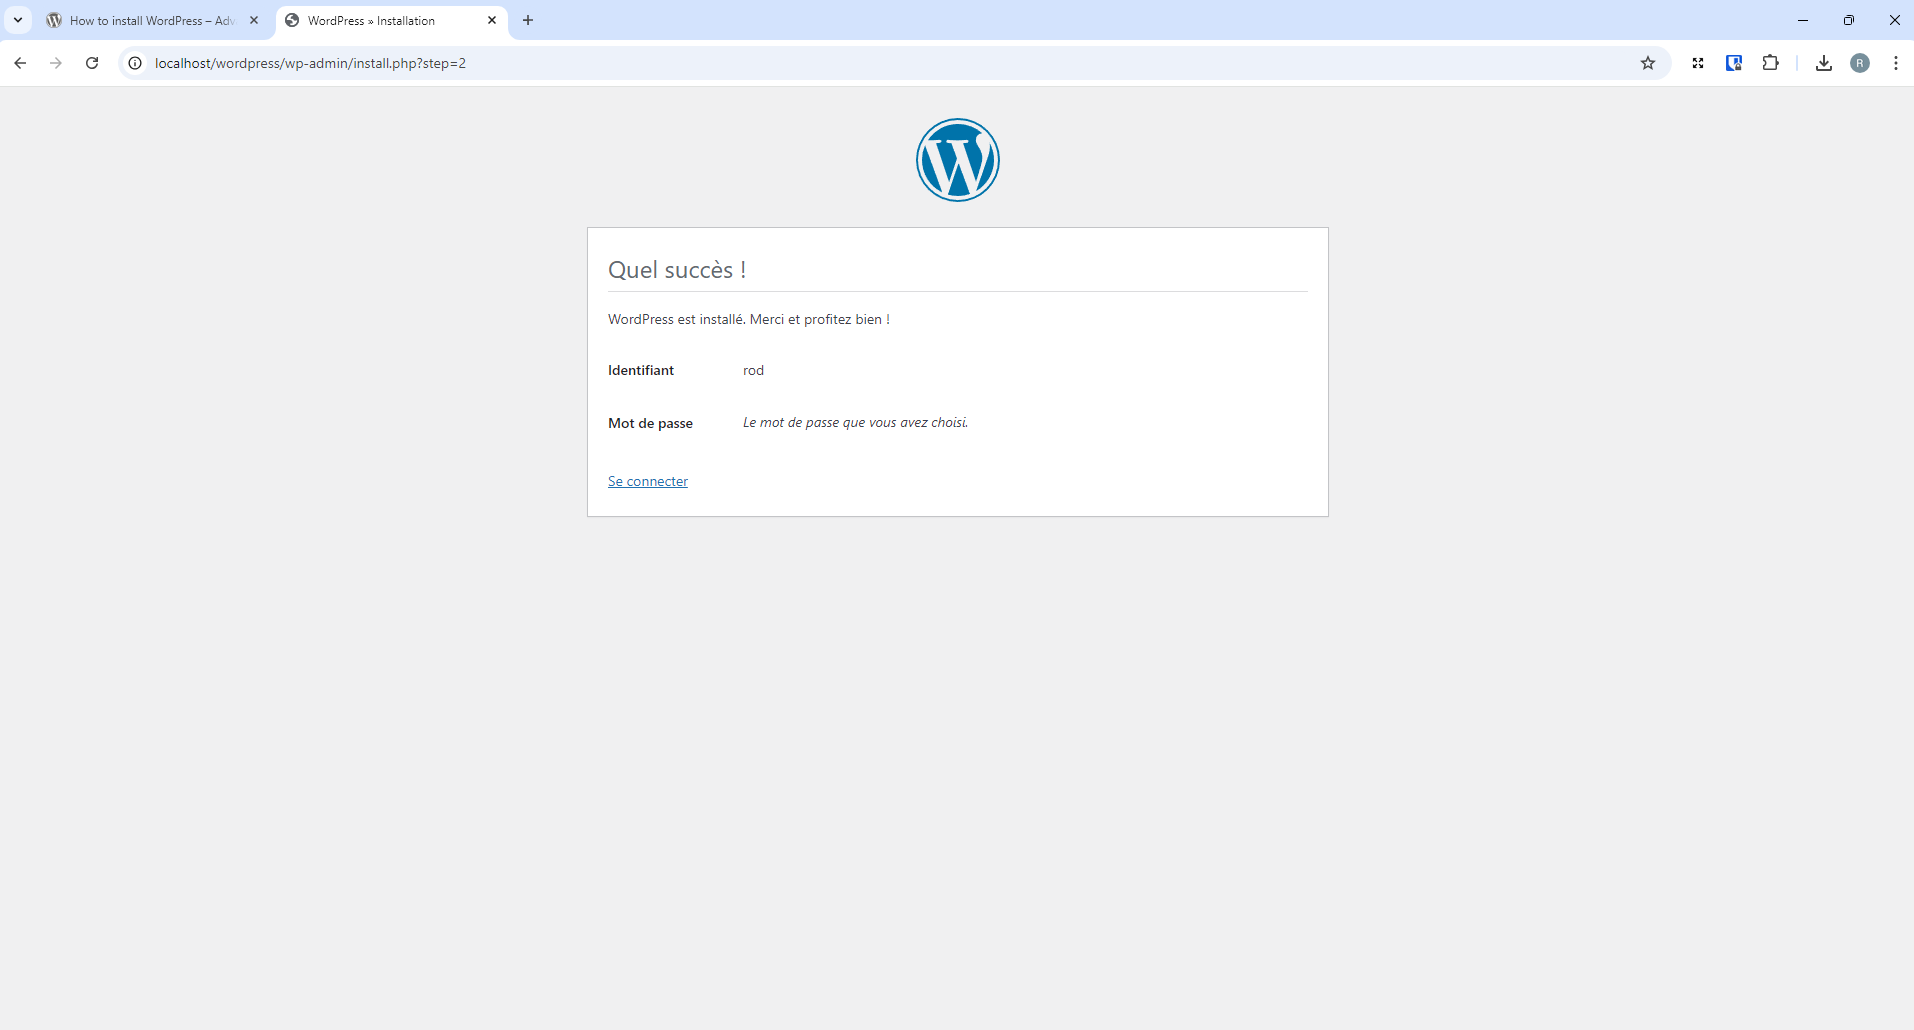 How to install WordPress – Adv
WordPress » Installation
localhost/wordpress/wp-admin/install.php?step=2
R
Quel succès !
WordPress est installé. Merci et profitez bien !
Identifiant rod
Mot de passe Le mot de passe que vous avez choisi.
Se connecter